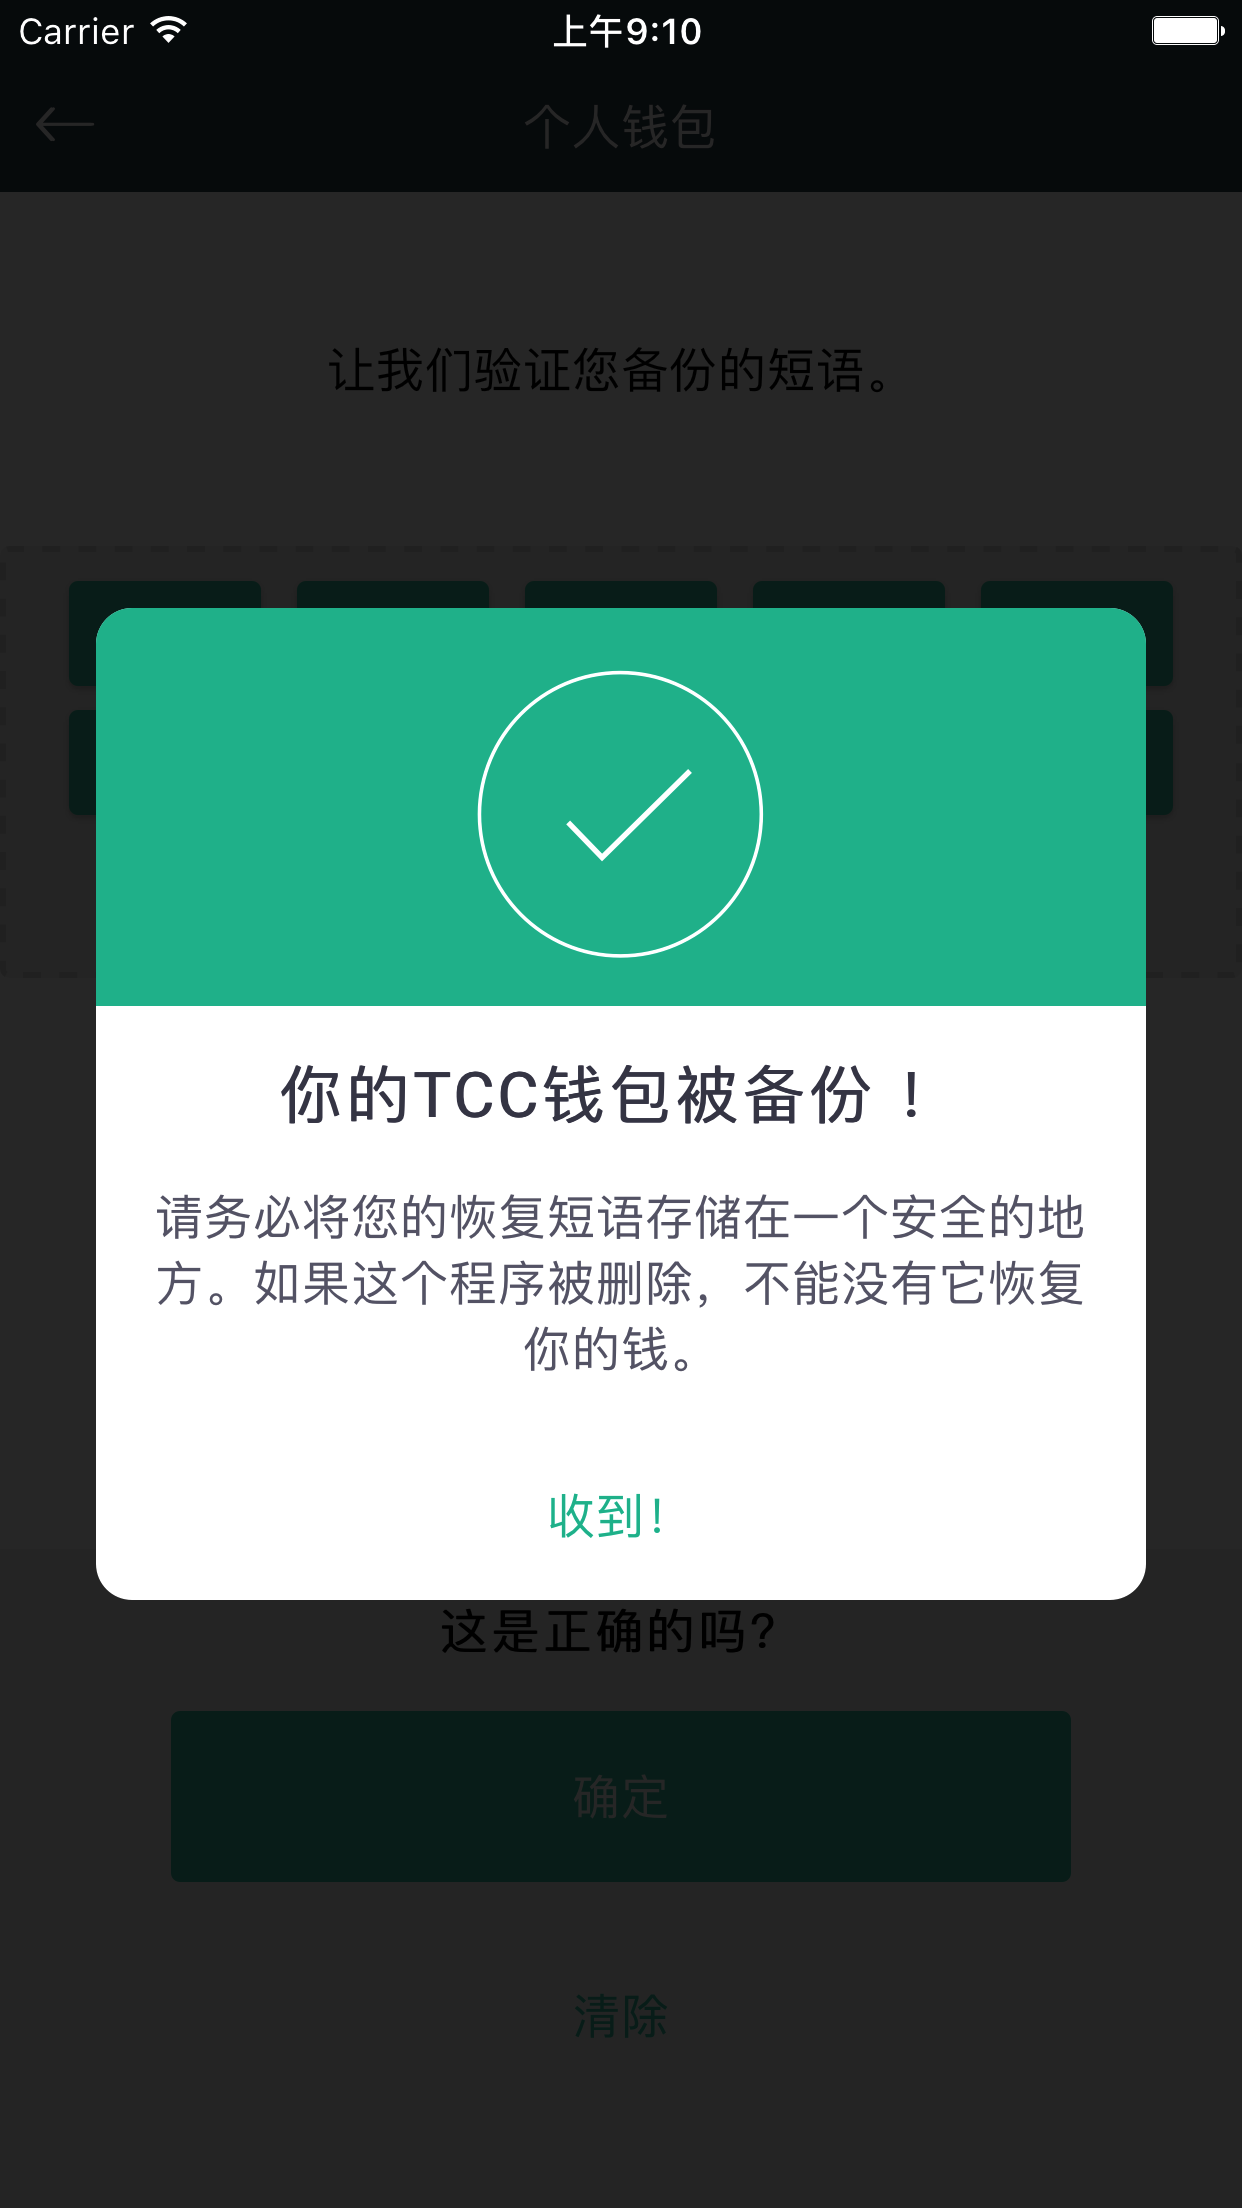 Carrier 上午9:10
个人钱包
让我们验证您备份的短语。
你的TCC钱包被备份！
请务必将您的恢复短语存储在一个安全的地
方。如果这个程序被删除，不能没有它恢复
你的钱。
收到！
这是正确的吗?
确定
清除